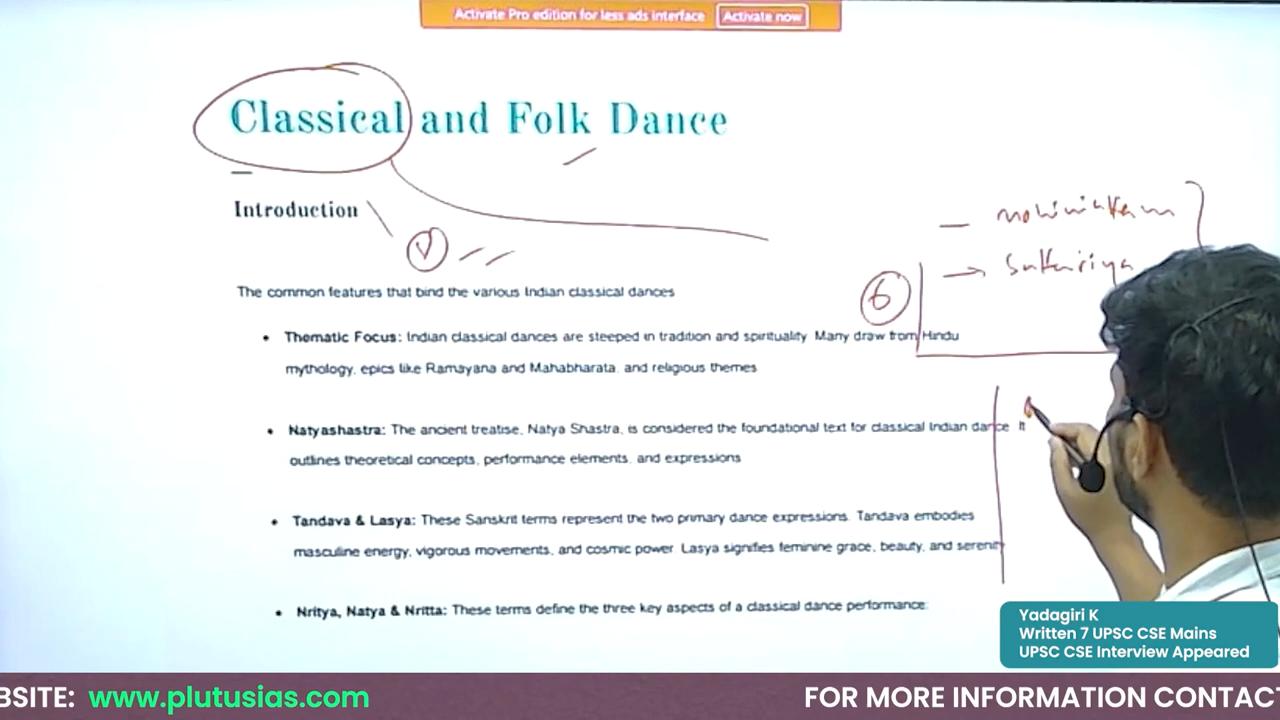 Activate Pro edition for less ads interface Activate now
Classical and Folk Dance
Introduction
The common features that bind the various Indian classical dances
6
• Thematic Focus: Indian classical dances are steeped in tradition and spirituality. Many draw from Hindu
mythology, epics like Ramayana and Mahabharata, and religious themes
• Natyashastra: The ancient treatise, Natya Shastra, is considered the foundational text for classical Indian dance. It
outlines theoretical concepts, performance elements, and expressions
• Tandava & Lasya: These Sanskrit terms represent the two primary dance expressions. Tandava embodies
masculine energy, vigorous movements, and cosmic power. Lasya signifies feminine grace, beauty, and serenit
• Nritya, Natya & Nritta: These terms define the three key aspects of a classical dance performance:
Yadagiri K
Written 7 UPSC CSE Mains
UPSC CSE Interview Appeared
BSITE: www.plutusias.com FOR MORE INFORMATION CONTACT